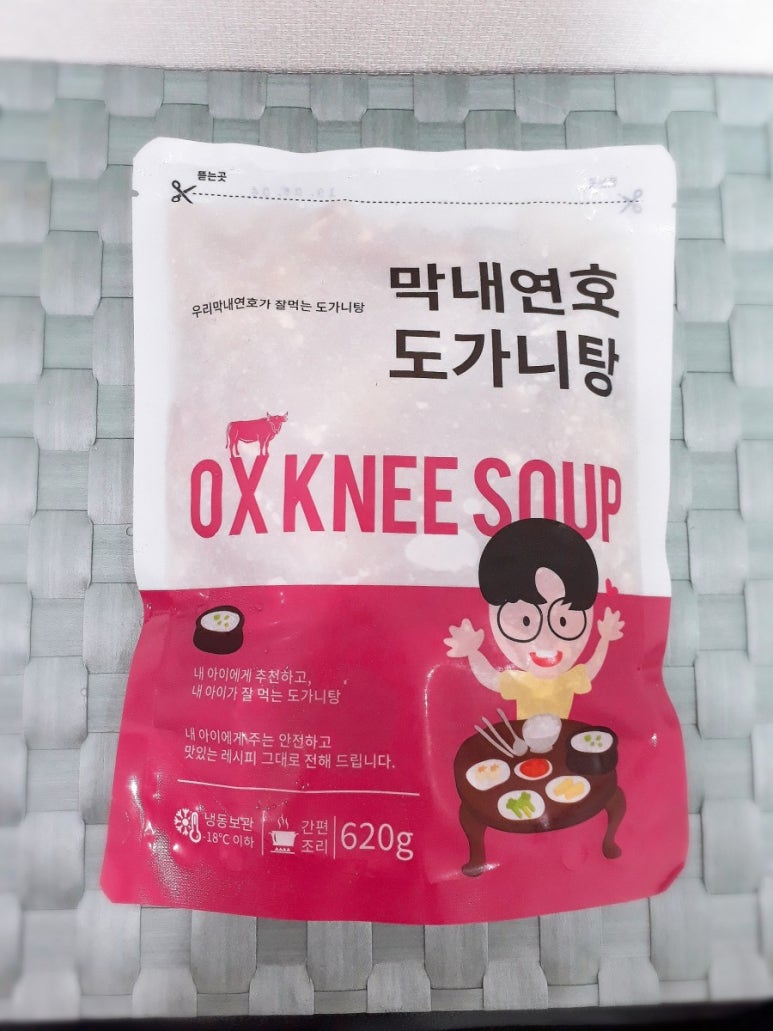 뜯는곳
우리막내연호가 잘먹는 도가니탕
막내연호
도가니탕
OX KNEE SOUP
내 아이에게 추천하고,
내 아이가 잘 먹는 도가니탕
내 아이에게 주는 안전하고
맛있는 레시피 그대로 전해 드립니다.
냉동보관
-18℃ 이하
간편
조리
620g